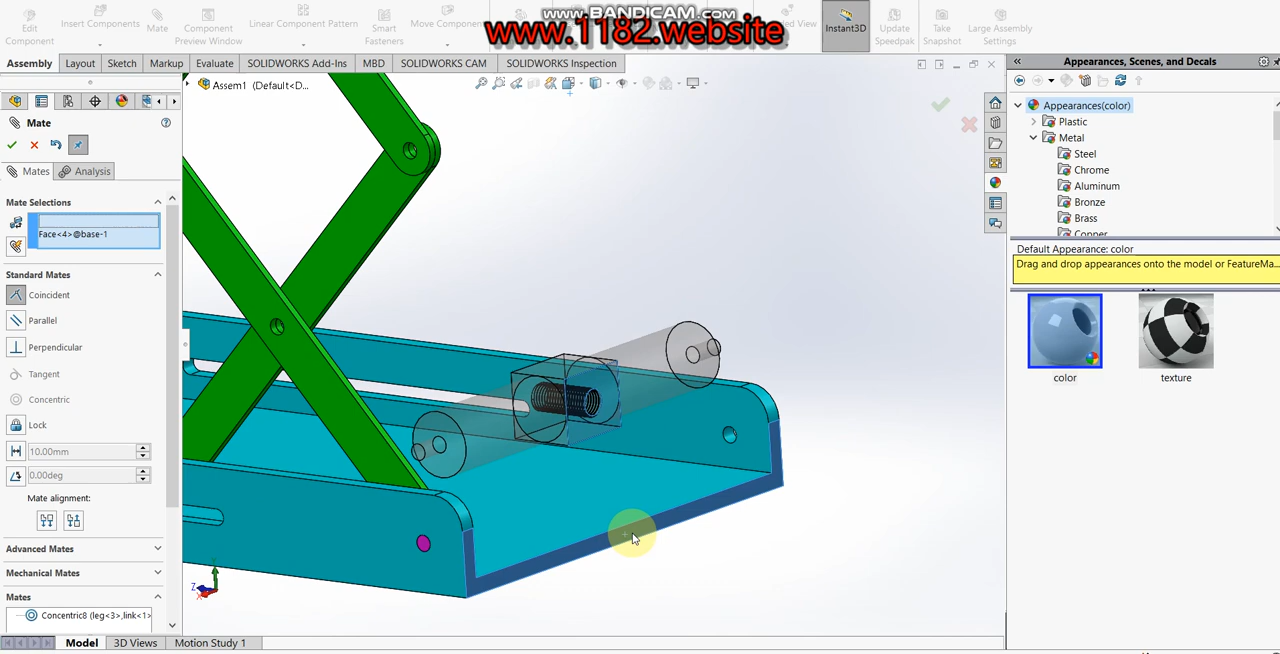 www.BANDICAM.com
www.1182.website
Edit Component
Insert Components
Mate
Component Preview Window
Linear Component Pattern
Smart Fasteners
Move Component
Instant3D
Update Speedpak
Take Snapshot
Large Assembly Settings
Assembly
Layout
Sketch
Markup
Evaluate
SOLIDWORKS Add-Ins
MBD
SOLIDWORKS CAM
SOLIDWORKS Inspection
Appearances, Scenes, and Decals
Assem1 (Default<D...
Mate
Mates
Analysis
Mate Selections
Face<4>@base-1
Standard Mates
Coincident
Parallel
Perpendicular
Tangent
Concentric
Lock
10.00mm
0.00deg
Mate alignment:
Advanced Mates
Mechanical Mates
Mates
Concentric8 (leg<3>,link<1>
Appearances(color)
Plastic
Metal
Steel
Chrome
Aluminum
Bronze
Brass
Copper
Default Appearance: color
Drag and drop appearances onto the model or FeatureMa...
color
texture
Z
Model
3D Views
Motion Study 1